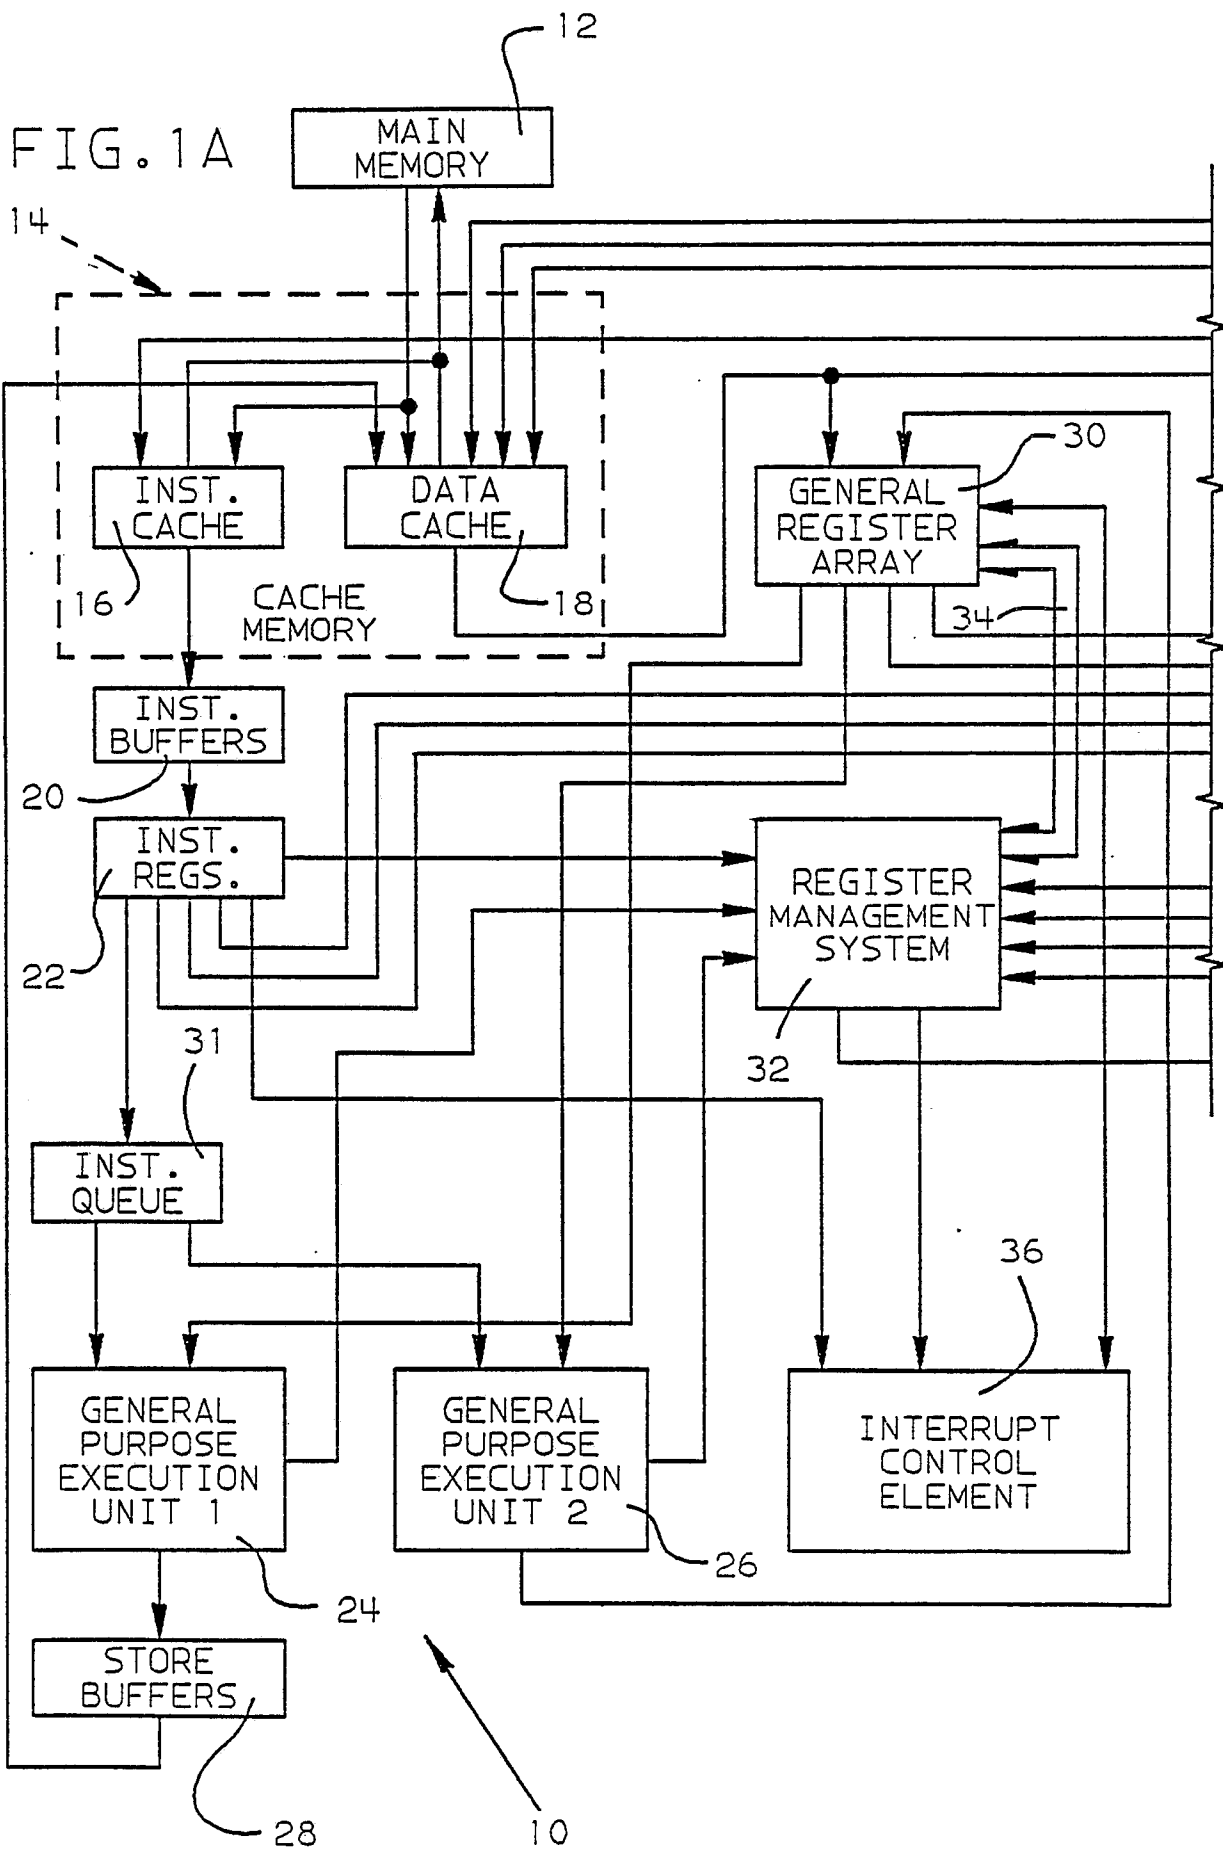 12
FIG.1A
MAIN
MEMORY
14
30
INST.
CACHE
DATA
CACHE
GENERAL
REGISTER
ARRAY
16
CACHE
MEMORY
18
34
INST.
BUFFERS
20
INST.
REGS.
REGISTER
MANAGEMENT
SYSTEM
22
31
32
INST.
QUEUE
36
GENERAL
PURPOSE
EXECUTION
UNIT 1
GENERAL
PURPOSE
EXECUTION
UNIT 2
INTERRUPT
CONTROL
ELEMENT
26
24
STORE
BUFFERS
28
10